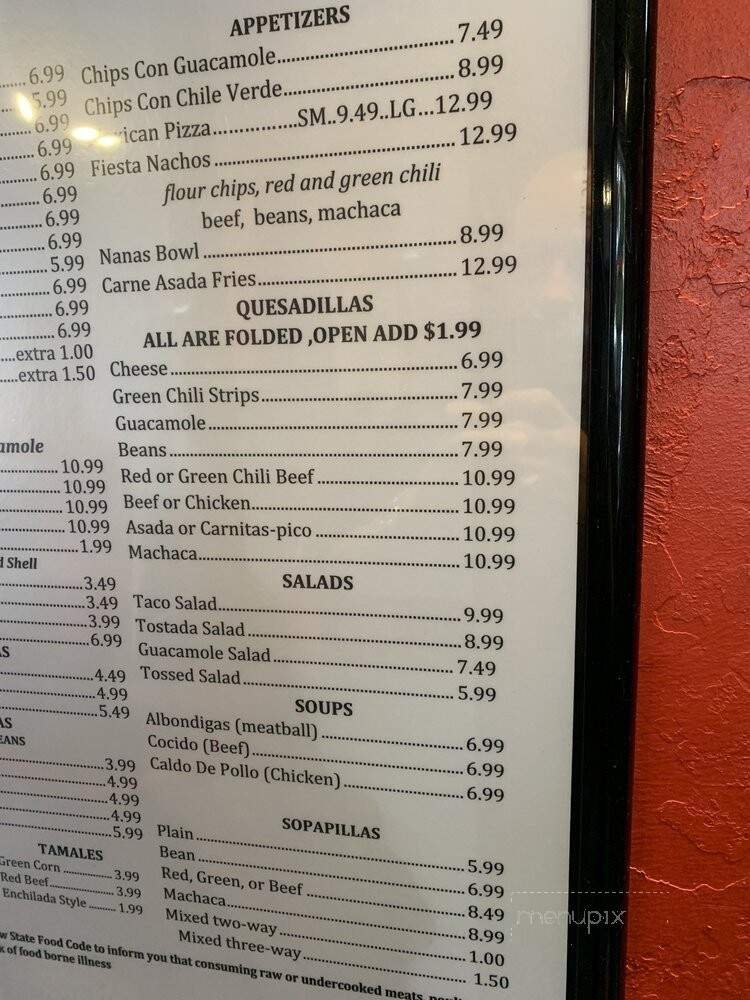 APPETIZERS
Chips Con Guacamole 7.49
Chips Con Chile Verde 8.99
Pizza SM..9.49..LG...12.99
Fiesta Nachos 12.99
flour chips, red and green chili
beef, beans, machaca
Nanas Bowl 8.99
Carne Asada Fries 12.99
QUESADILLAS
ALL ARE FOLDED ,OPEN ADD $1.99
Cheese 6.99
Green Chili Strips 7.99
Guacamole 7.99
Beans 7.99
Red or Green Chili Beef 10.99
Beef or Chicken 10.99
Asada or Carnitas-pico 10.99
Machaca 10.99
SALADS
Taco Salad 9.99
Tostada Salad 8.99
Guacamole Salad 7.49
Tossed Salad 5.99
SOUPS
Albondigas (meatball) 6.99
Cocido (Beef) 6.99
Caldo De Pollo (Chicken) 6.99
SOPAPILLAS
Plain 5.99
Bean 6.99
Red, Green, or Beef 8.49
Machaca 8.99
Mixed two-way 1.00
Mixed three-way 1.50
6.99
5.99
6.99
6.99
6.99
6.99
6.99
6.99
5.99
6.99
6.99
6.99
extra 1.00
extra 1.50
10.99
10.99
10.99
10.99
1.99
Shell
3.49
3.49
3.99
6.99
4.49
4.99
5.49
3.99
4.99
4.99
4.99
5.99
TAMALES
Green Corn 3.99
Red Beef 3.99
Enchilada Style 1.99
State Food Code to inform you that consuming raw or undercooked meats,
of food borne illness
menupix